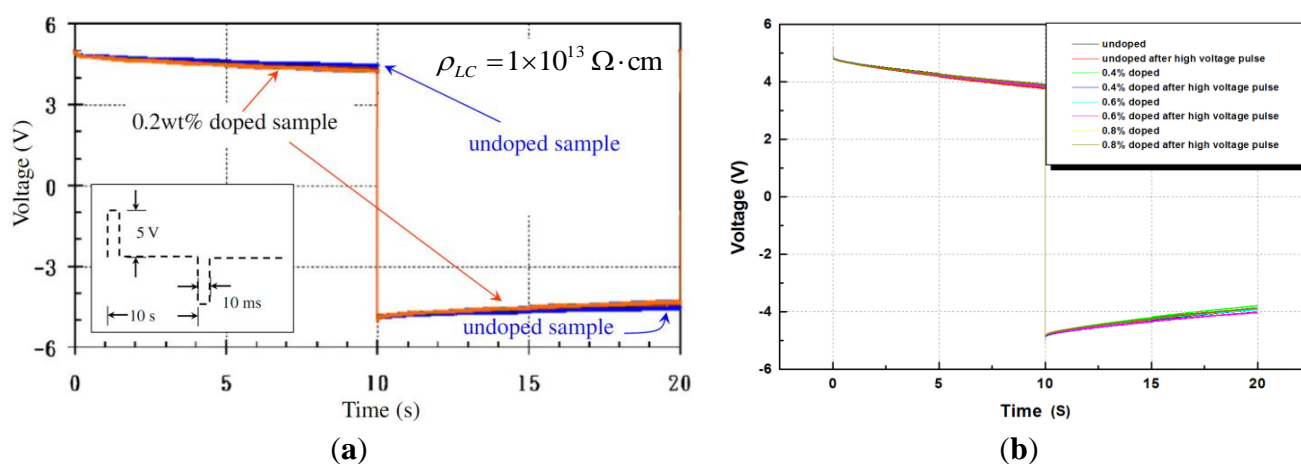 6
3
0
−3
−6
Voltage (V)
ρLC = 1×10^13 Ω·cm
0.2wt% doped sample
undoped sample
5 V
10 ms
10 s
undoped sample
0
5
10
15
20
Time (s)
(a)
6
4
2
0
-2
-4
-6
Voltage (V)
undoped
undoped after high voltage pulse
0.4% doped
0.4% doped after high voltage pulse
0.6% doped
0.6% doped after high voltage pulse
0.8% doped
0.8% doped after high voltage pulse
0
5
10
15
20
Time (S)
(b)